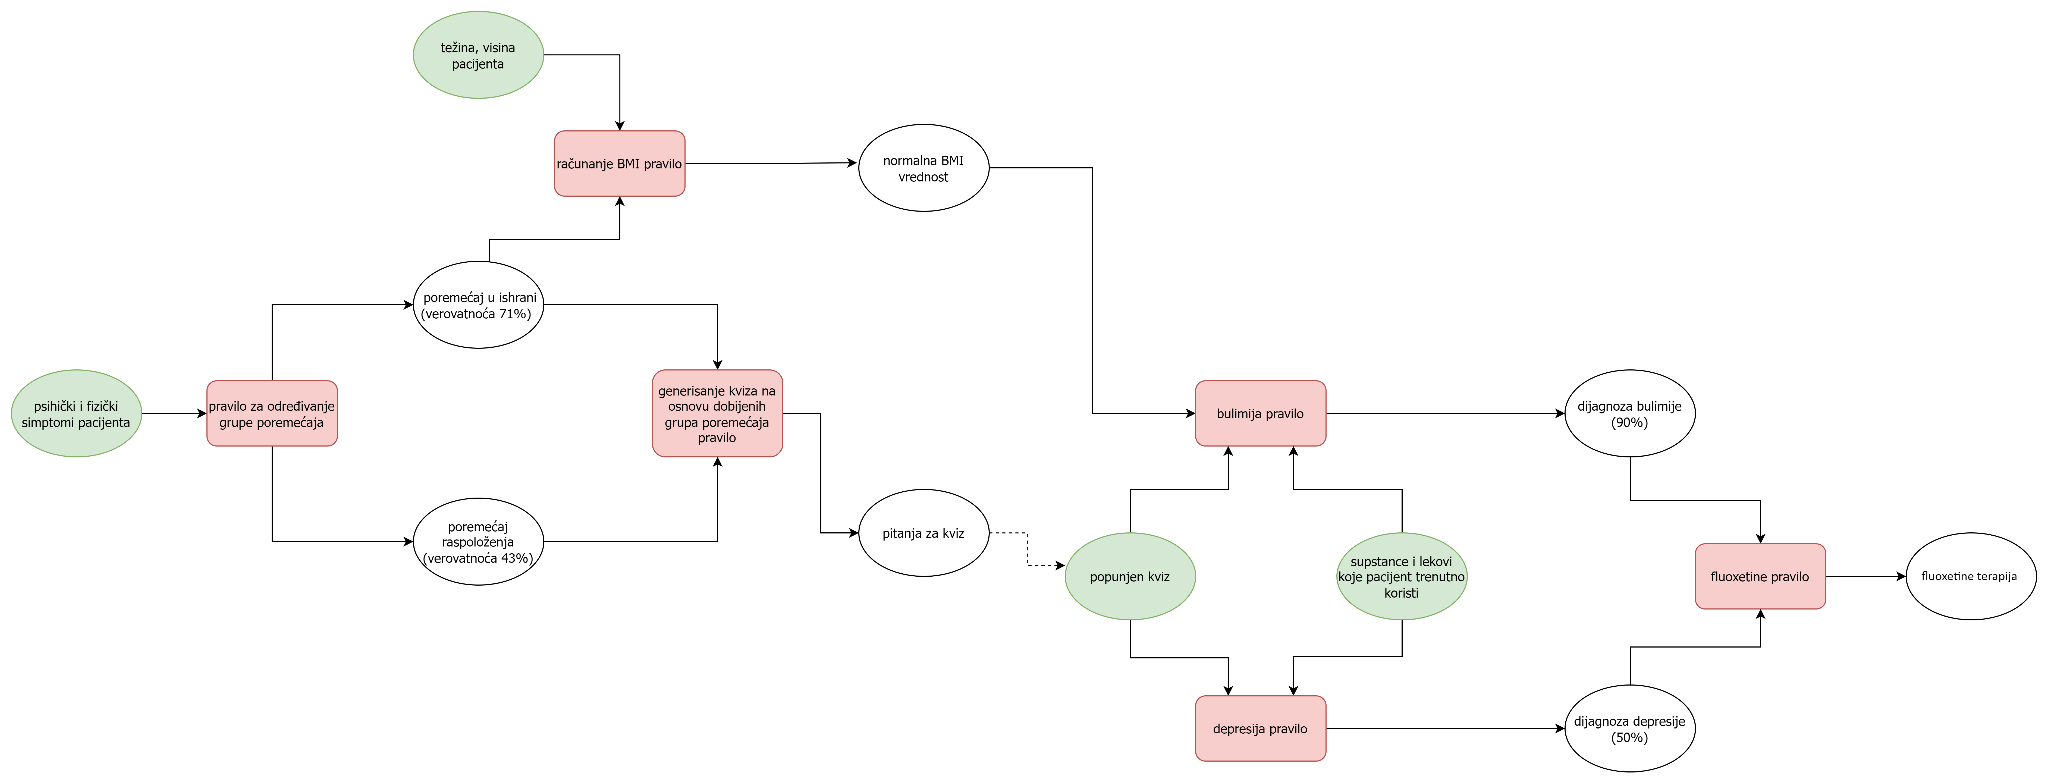 težina, visina
pacijenta
računanje BMI pravilo
normalna BMI
vrednost
poremećaj u ishrani
(verovatnoća 71%)
psihički i fizički
simptomi pacijenta
pravilo za određivanje
grupe poremećaja
generisanje kviza na
osnovu dobijenih
grupa poremećaja
pravilo
poremećaj
raspoloženja
(verovatnoća 43%)
pitanja za kviz
popunjen kviz
bulimija pravilo
supstance i lekovi
koje pacijent trenutno
koristi
depresija pravilo
dijagnoza bulimije
(90%)
dijagnoza depresije
(50%)
fluoxetine pravilo
fluoxetine terapija